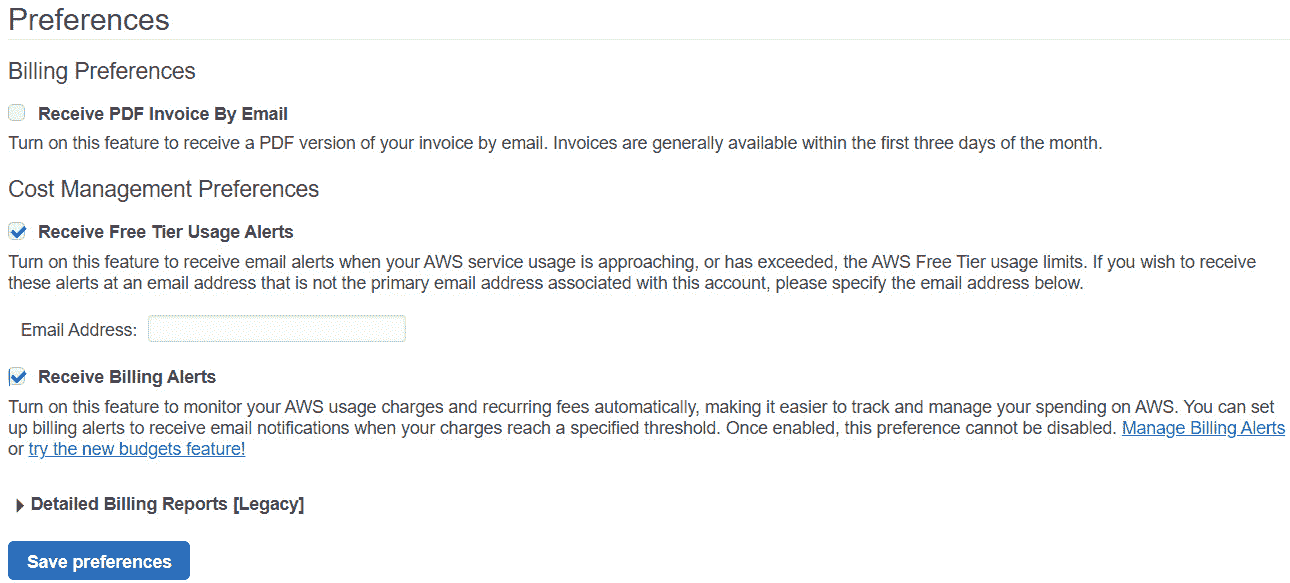 Preferences
Billing Preferences
Receive PDF Invoice By Email
Turn on this feature to receive a PDF version of your invoice by email. Invoices are generally available within the first three days of the month.
Cost Management Preferences
Receive Free Tier Usage Alerts
Turn on this feature to receive email alerts when your AWS service usage is approaching, or has exceeded, the AWS Free Tier usage limits. If you wish to receive
these alerts at an email address that is not the primary email address associated with this account, please specify the email address below.
Email Address:
Receive Billing Alerts
Turn on this feature to monitor your AWS usage charges and recurring fees automatically, making it easier to track and manage your spending on AWS. You can set
up billing alerts to receive email notifications when your charges reach a specified threshold. Once enabled, this preference cannot be disabled. Manage Billing Alerts
or try the new budgets feature!
Detailed Billing Reports [Legacy]
Save preferences